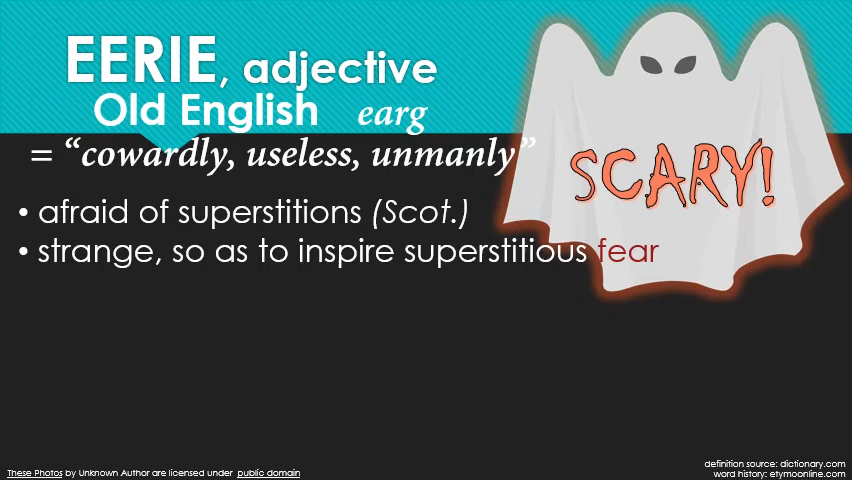 EERIE, adjective
Old English earg
= “cowardly, useless, unmanly”
SCARY!
• afraid of superstitions (Scot.)
• strange, so as to inspire superstitious fear
These Photos by Unknown Author are licensed under public domain
definition source: dictionary.com
word history: etymoonline.com